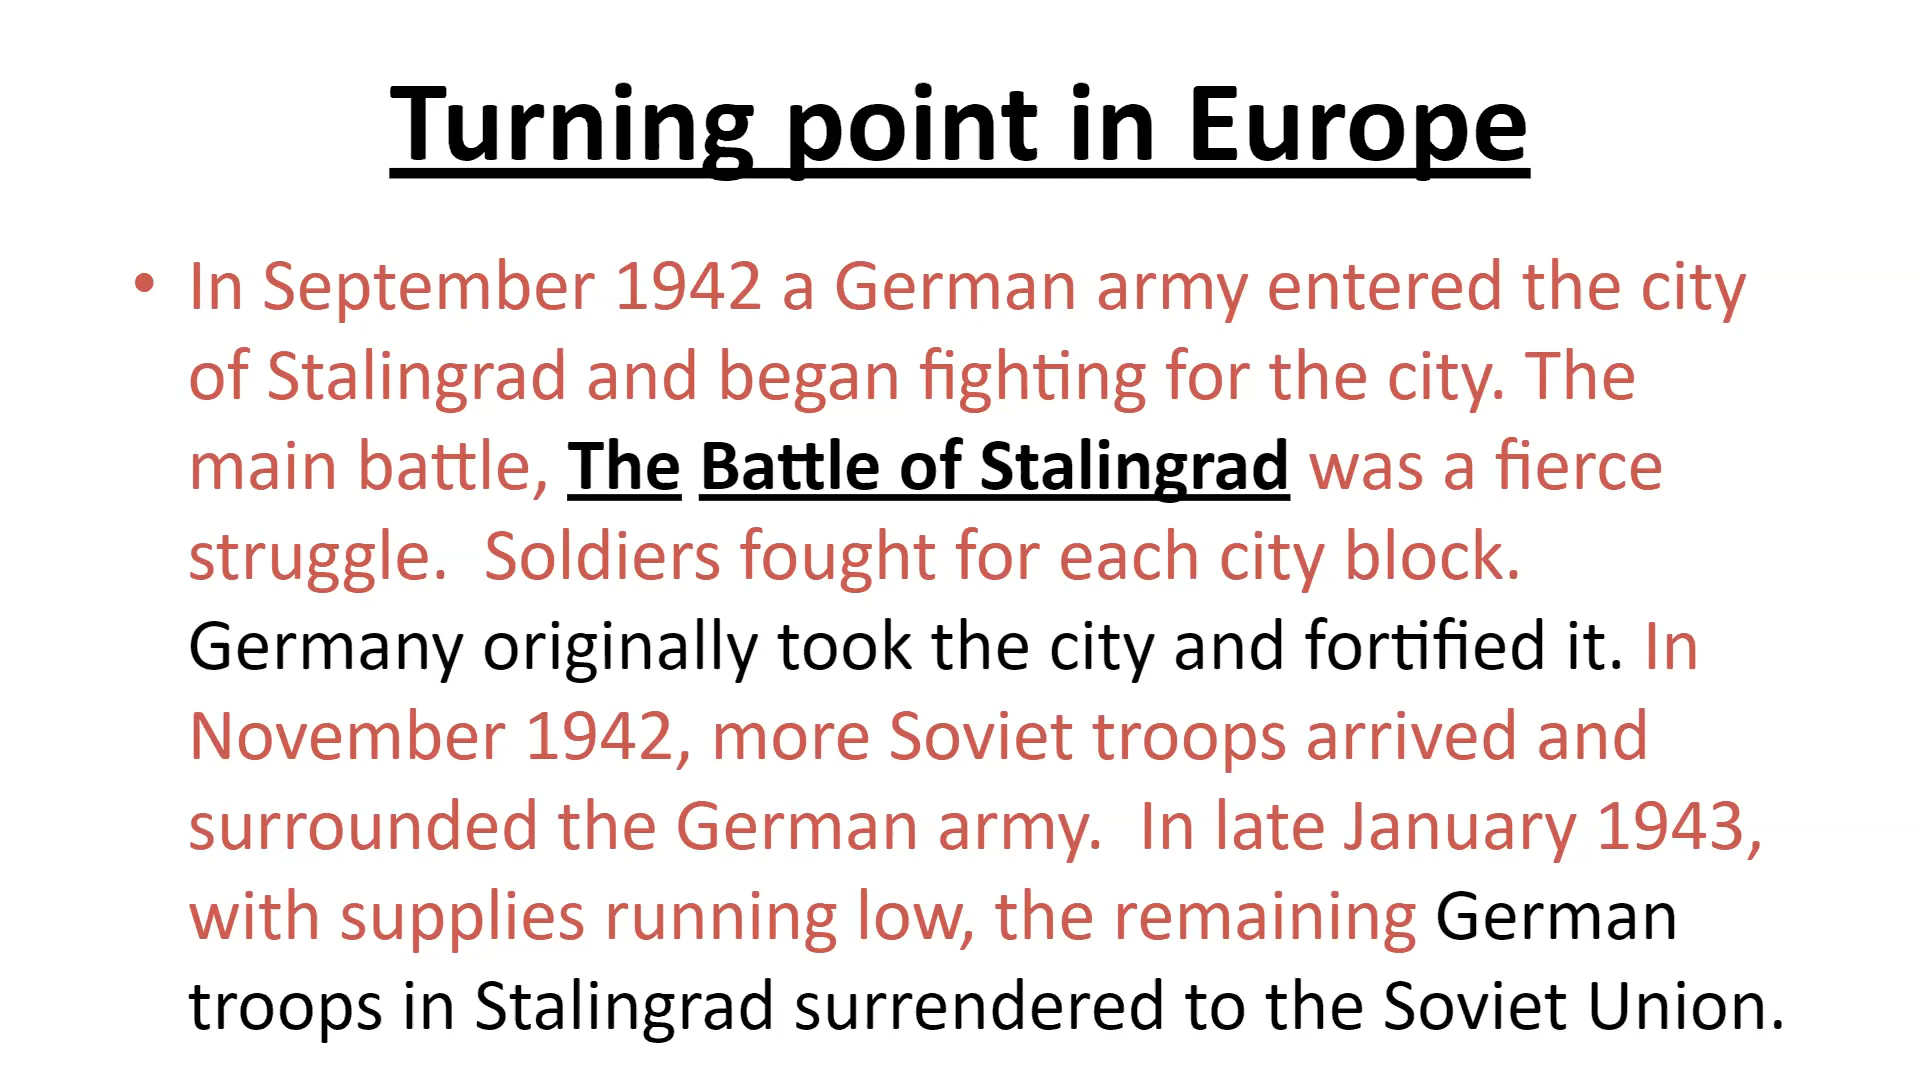 Turning point in Europe
• In September 1942 a German army entered the city
of Stalingrad and began fighting for the city. The
main battle, The Battle of Stalingrad was a fierce
struggle.  Soldiers fought for each city block.
Germany originally took the city and fortified it. In
November 1942, more Soviet troops arrived and
surrounded the German army.  In late January 1943,
with supplies running low, the remaining German
troops in Stalingrad surrendered to the Soviet Union.